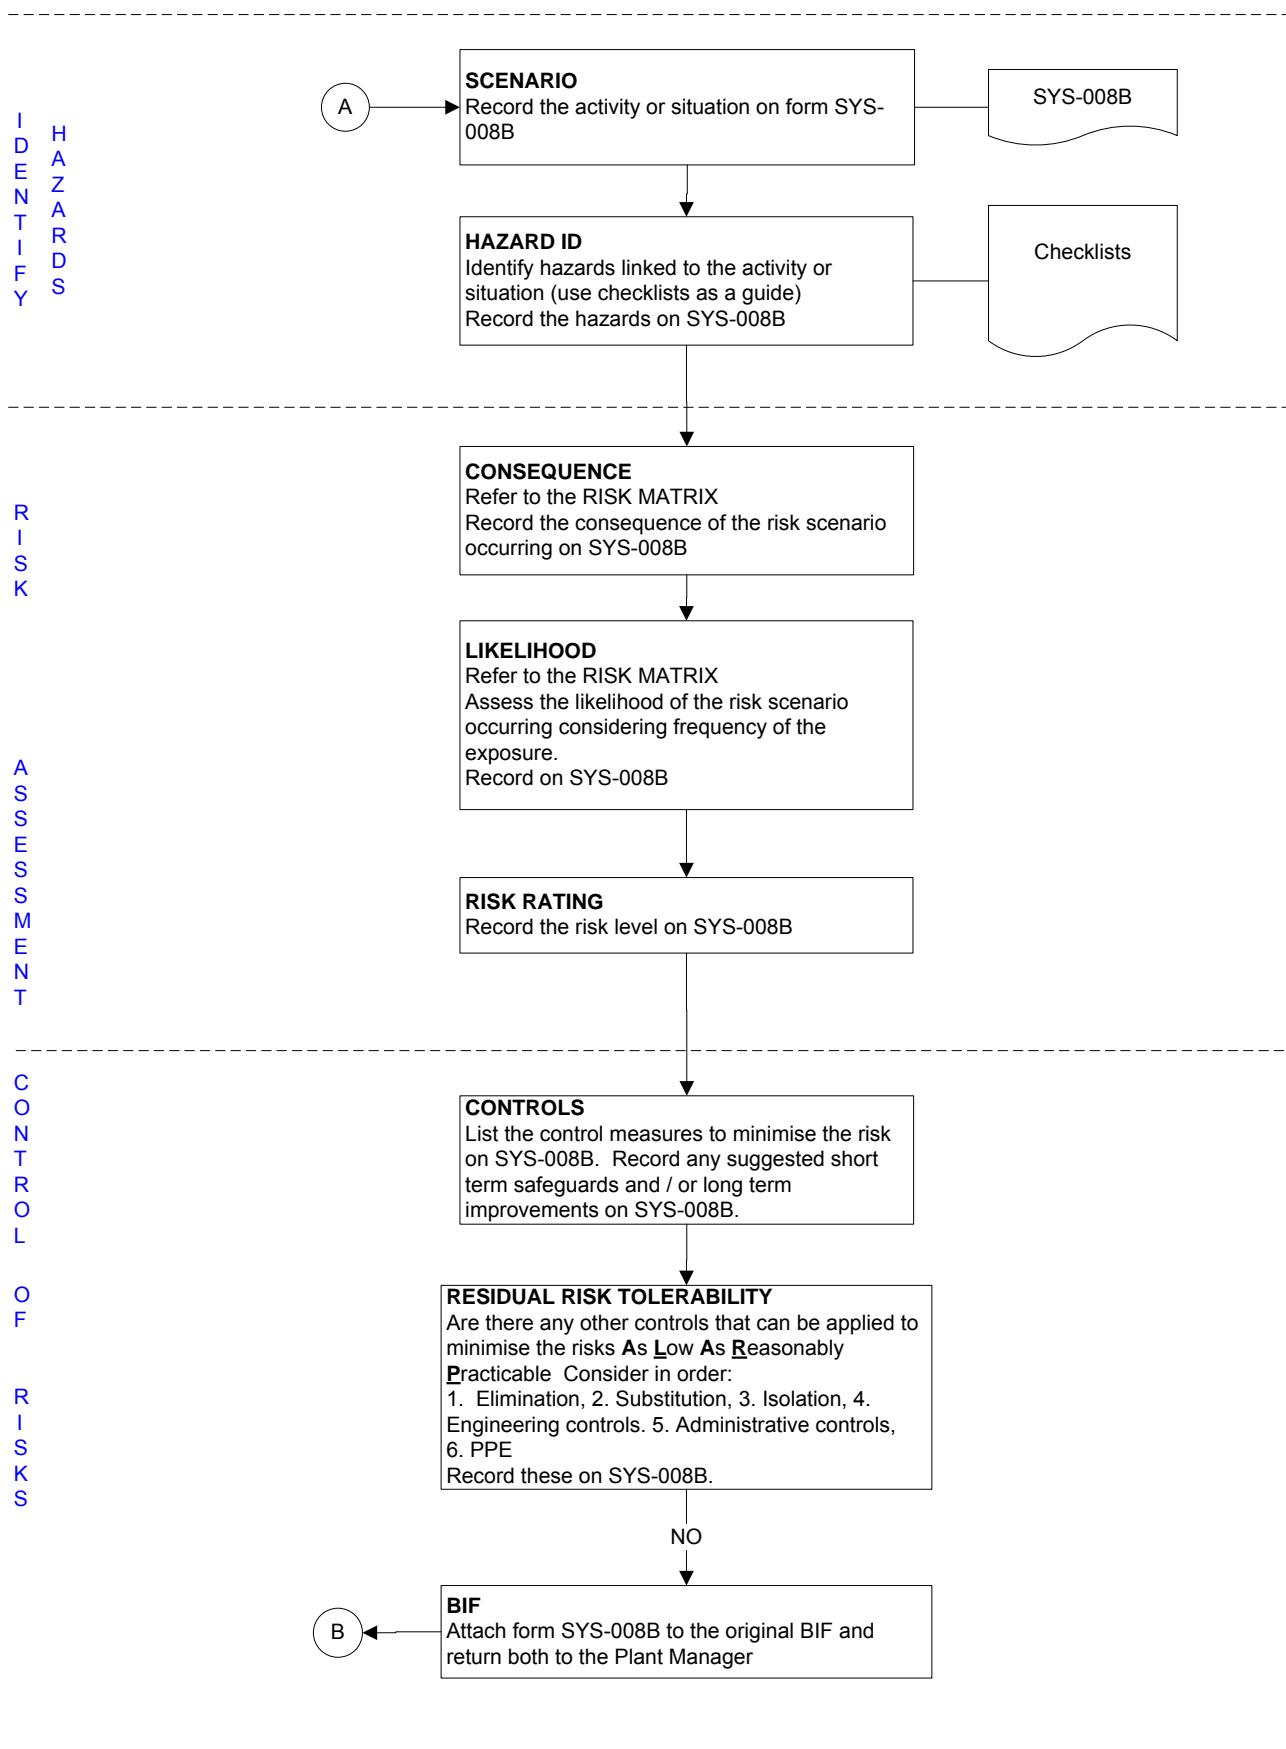 IDENTIFY
HAZARDS
A
SCENARIO
Record the activity or situation on form SYS-
008B
SYS-008B
HAZARD ID
Identify hazards linked to the activity or
situation (use checklists as a guide)
Record the hazards on SYS-008B
Checklists
RISK
ASSESSMENT
CONSEQUENCE
Refer to the RISK MATRIX
Record the consequence of the risk scenario
occurring on SYS-008B
LIKELIHOOD
Refer to the RISK MATRIX
Assess the likelihood of the risk scenario
occurring considering frequency of the
exposure.
Record on SYS-008B
RISK RATING
Record the risk level on SYS-008B
CONTROL
OF
RISKS
CONTROLS
List the control measures to minimise the risk
on SYS-008B.  Record any suggested short
term safeguards and / or long term
improvements on SYS-008B.
RESIDUAL RISK TOLERABILITY
Are there any other controls that can be applied to
minimise the risks As Low As Reasonably
Practicable  Consider in order:
1.  Elimination, 2. Substitution, 3. Isolation, 4.
Engineering controls. 5. Administrative controls,
6. PPE
Record these on SYS-008B.
NO
BIF
Attach form SYS-008B to the original BIF and
return both to the Plant Manager
B